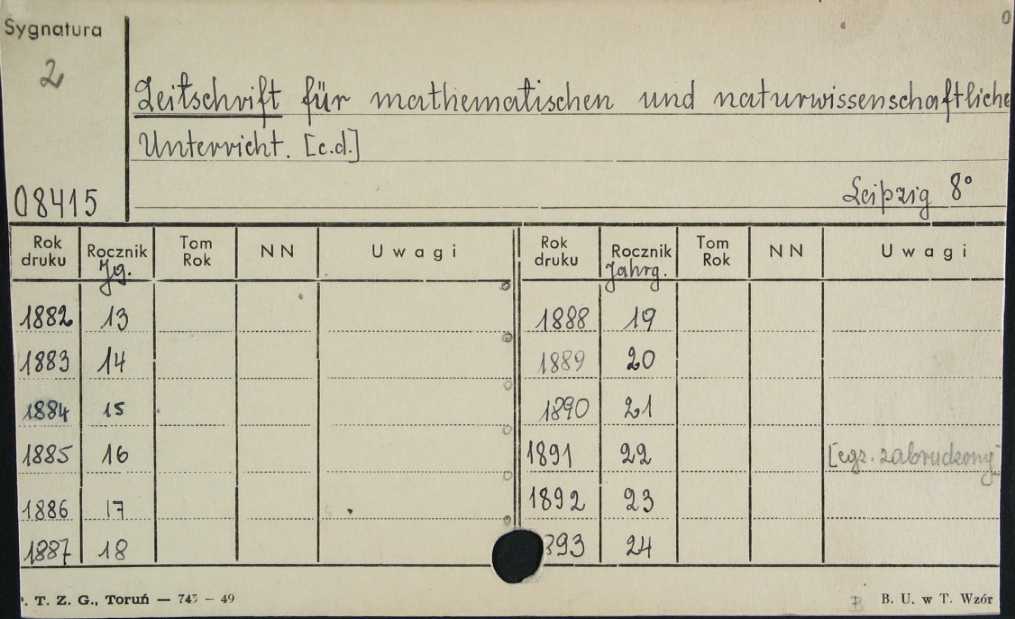 Sygnatura
2
Zeitschrift für mathematischen und naturwissenschaftliche
Unterricht. [c.d.]
08415
Leipzig 8°
Rok druku Rocznik Jg. Tom Rok NN Uwagi Rok druku Rocznik Jahrg. Tom Rok NN Uwagi
1882 13 1888 19
1883 14 1889 20
1884 15 1890 21
1885 16 1891 22 [egz. zabrudzony]
1886 17 1892 23
1887 18 893 24
T. Z. G., Toruń — 745 — 49
B. U. w T. Wzór